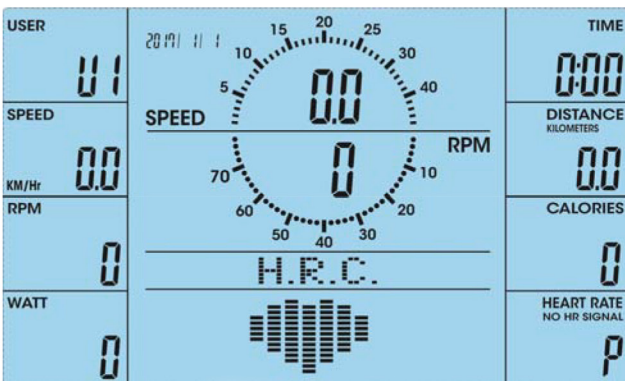 USER
U1
SPEED
KM/Hr 0.0
RPM
0
WATT
0
2017/ 1/ 1
5 10 15 20 25 30 40
0.0
SPEED
RPM
0
10 20 30 40 50 60 70
H.R.C.
TIME
0:00
DISTANCE
KILOMETERS
0.0
CALORIES
0
HEART RATE
NO HR SIGNAL
P